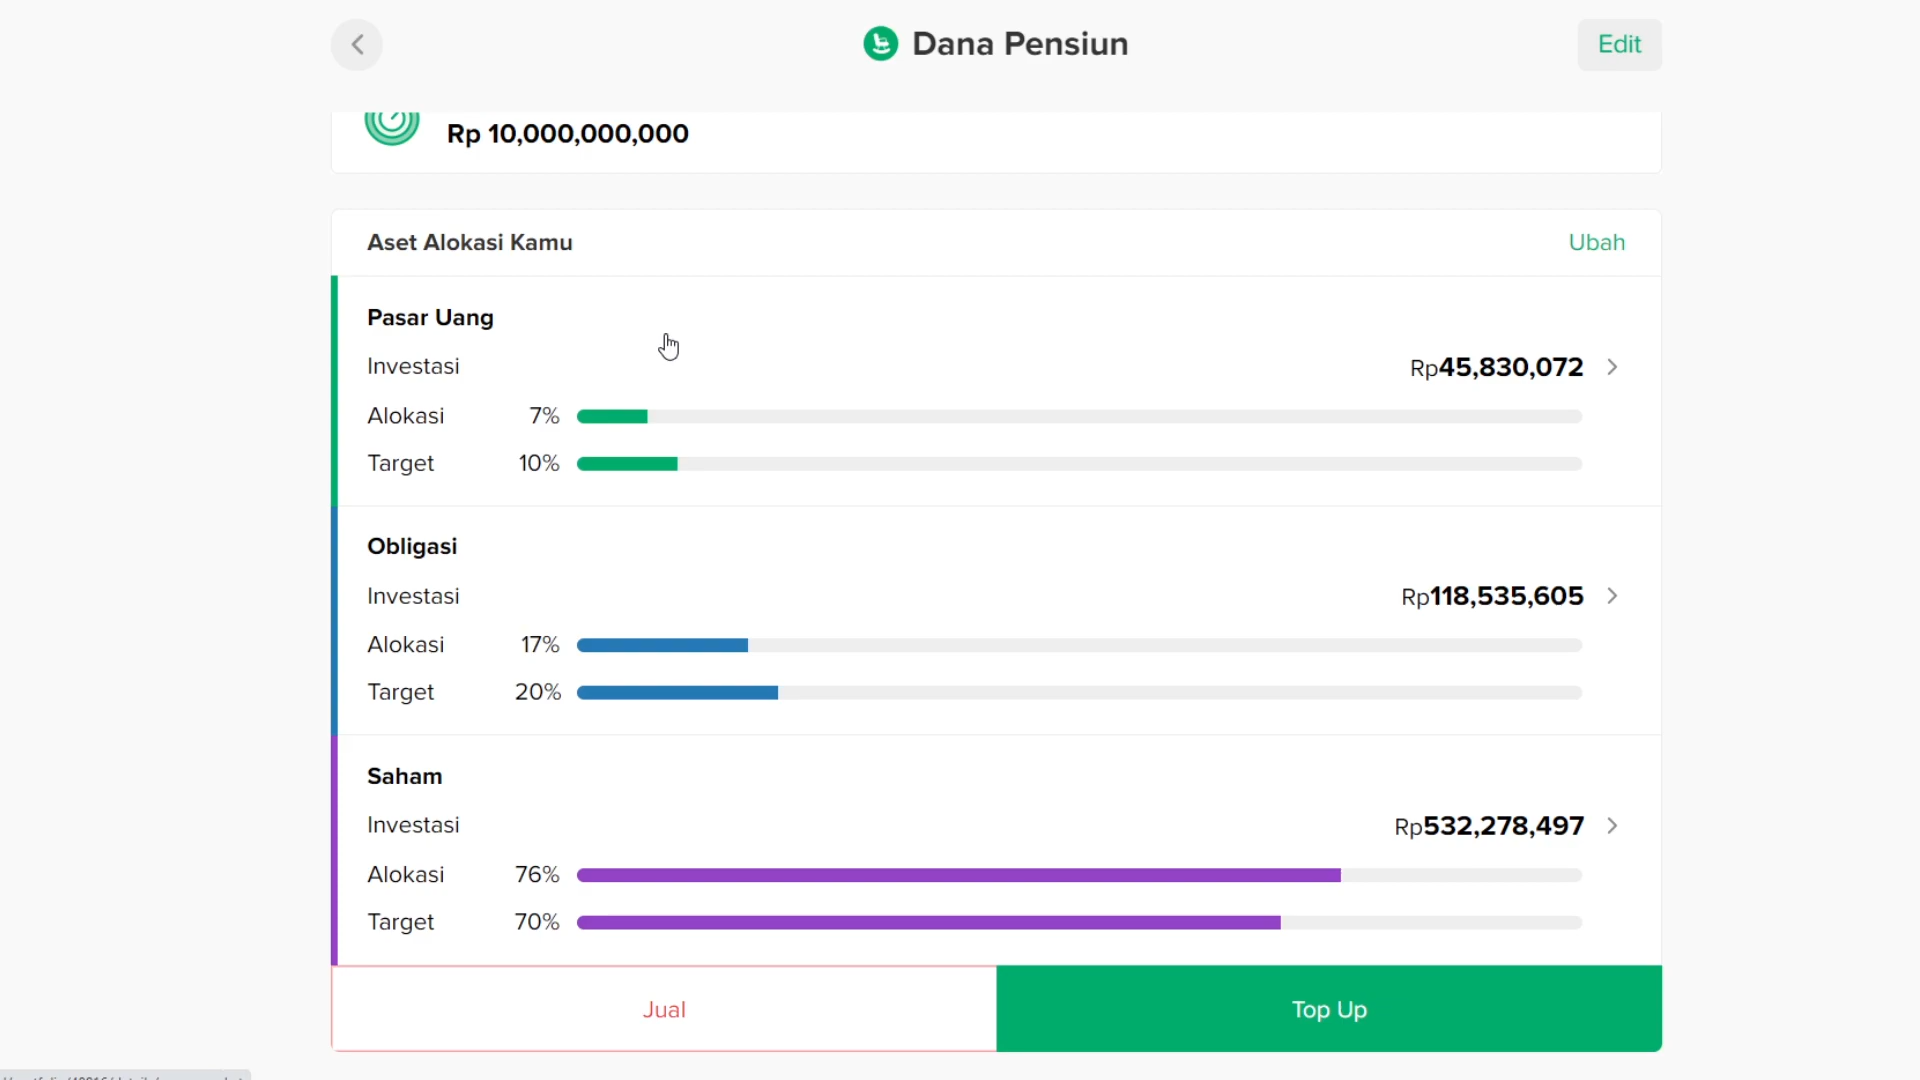 Dana Pensiun
Edit
Rp 10,000,000,000
Aset Alokasi Kamu
Ubah
Pasar Uang
Investasi
Rp45,830,072
Alokasi 7%
Target 10%
Obligasi
Investasi
Rp118,535,605
Alokasi 17%
Target 20%
Saham
Investasi
Rp532,278,497
Alokasi 76%
Target 70%
Jual
Top Up